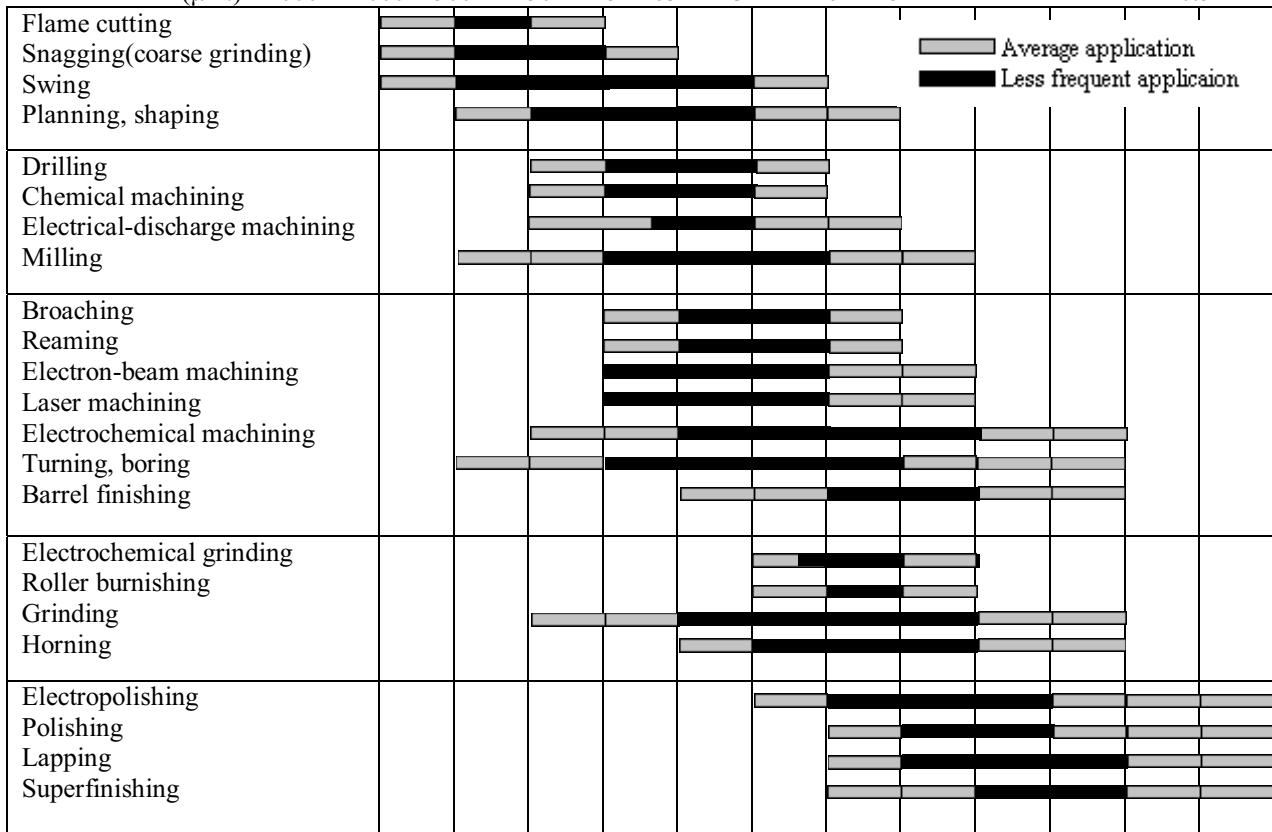 Flame cutting
Snagging(coarse grinding)
Swing
Planning, shaping
Average application
Less frequent applicaion
Drilling
Chemical machining
Electrical-discharge machining
Milling
Broaching
Reaming
Electron-beam machining
Laser machining
Electrochemical machining
Turning, boring
Barrel finishing
Electrochemical grinding
Roller burnishing
Grinding
Horning
Electropolishing
Polishing
Lapping
Superfinishing